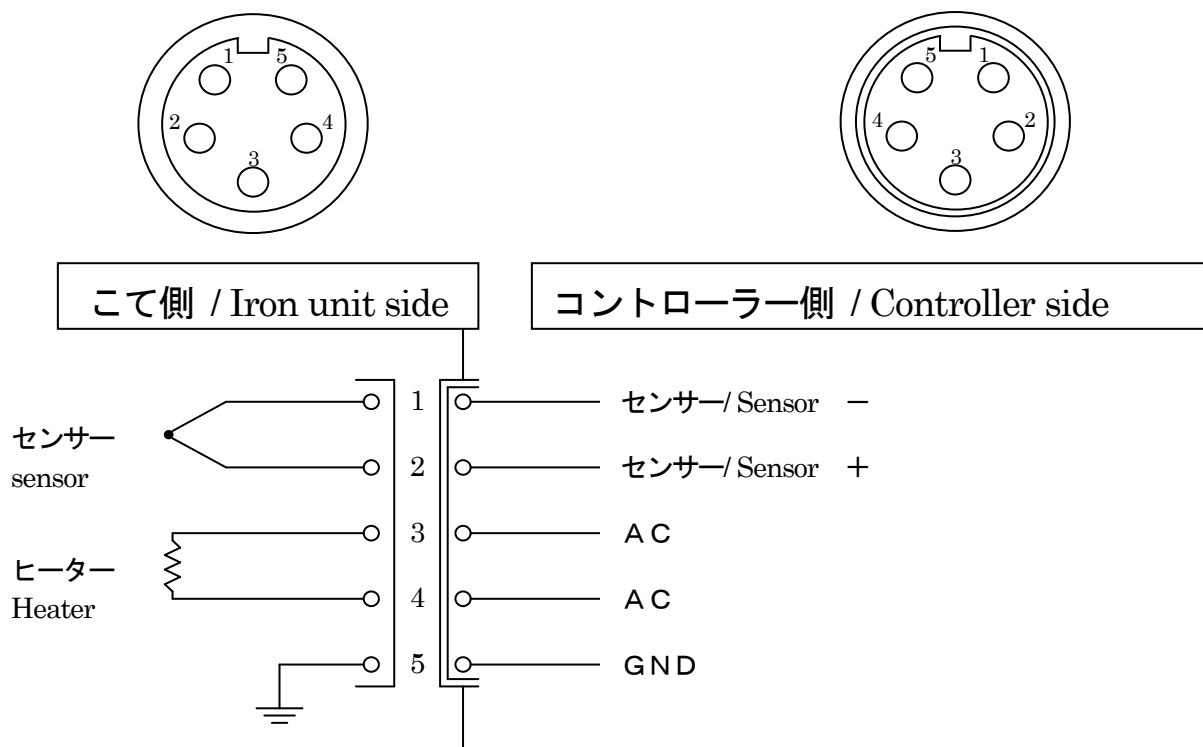 1 5
2 4
3
5 1
4 2
3
こて側 / Iron unit side
コントローラー側 / Controller side
1 センサー/ Sensor －
センサー
sensor
2 センサー/ Sensor ＋
3 ＡＣ
ヒーター
Heater
4 ＡＣ
5 ＧＮＤ